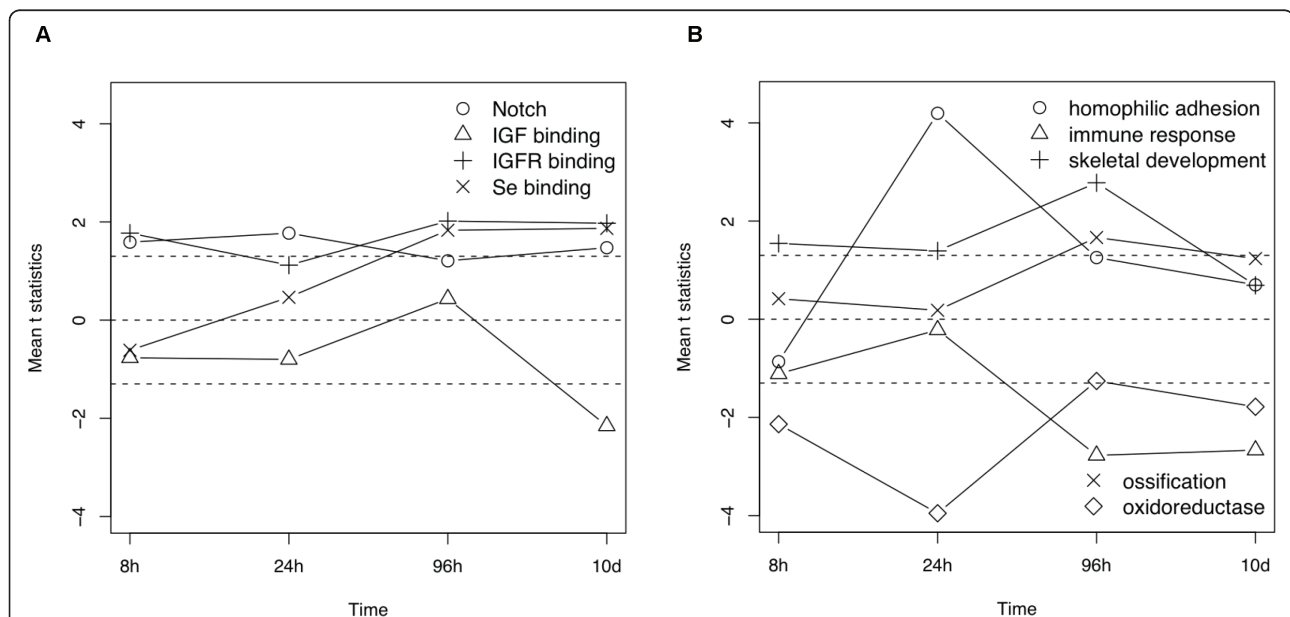 A
Notch
IGF binding
IGFR binding
Se binding
Mean t statistics
4
2
0
−2
−4
8h
24h
96h
10d
Time
B
homophilic adhesion
immune response
skeletal development
ossification
oxidoreductase
Mean t statistics
4
2
0
−2
−4
8h
24h
96h
10d
Time